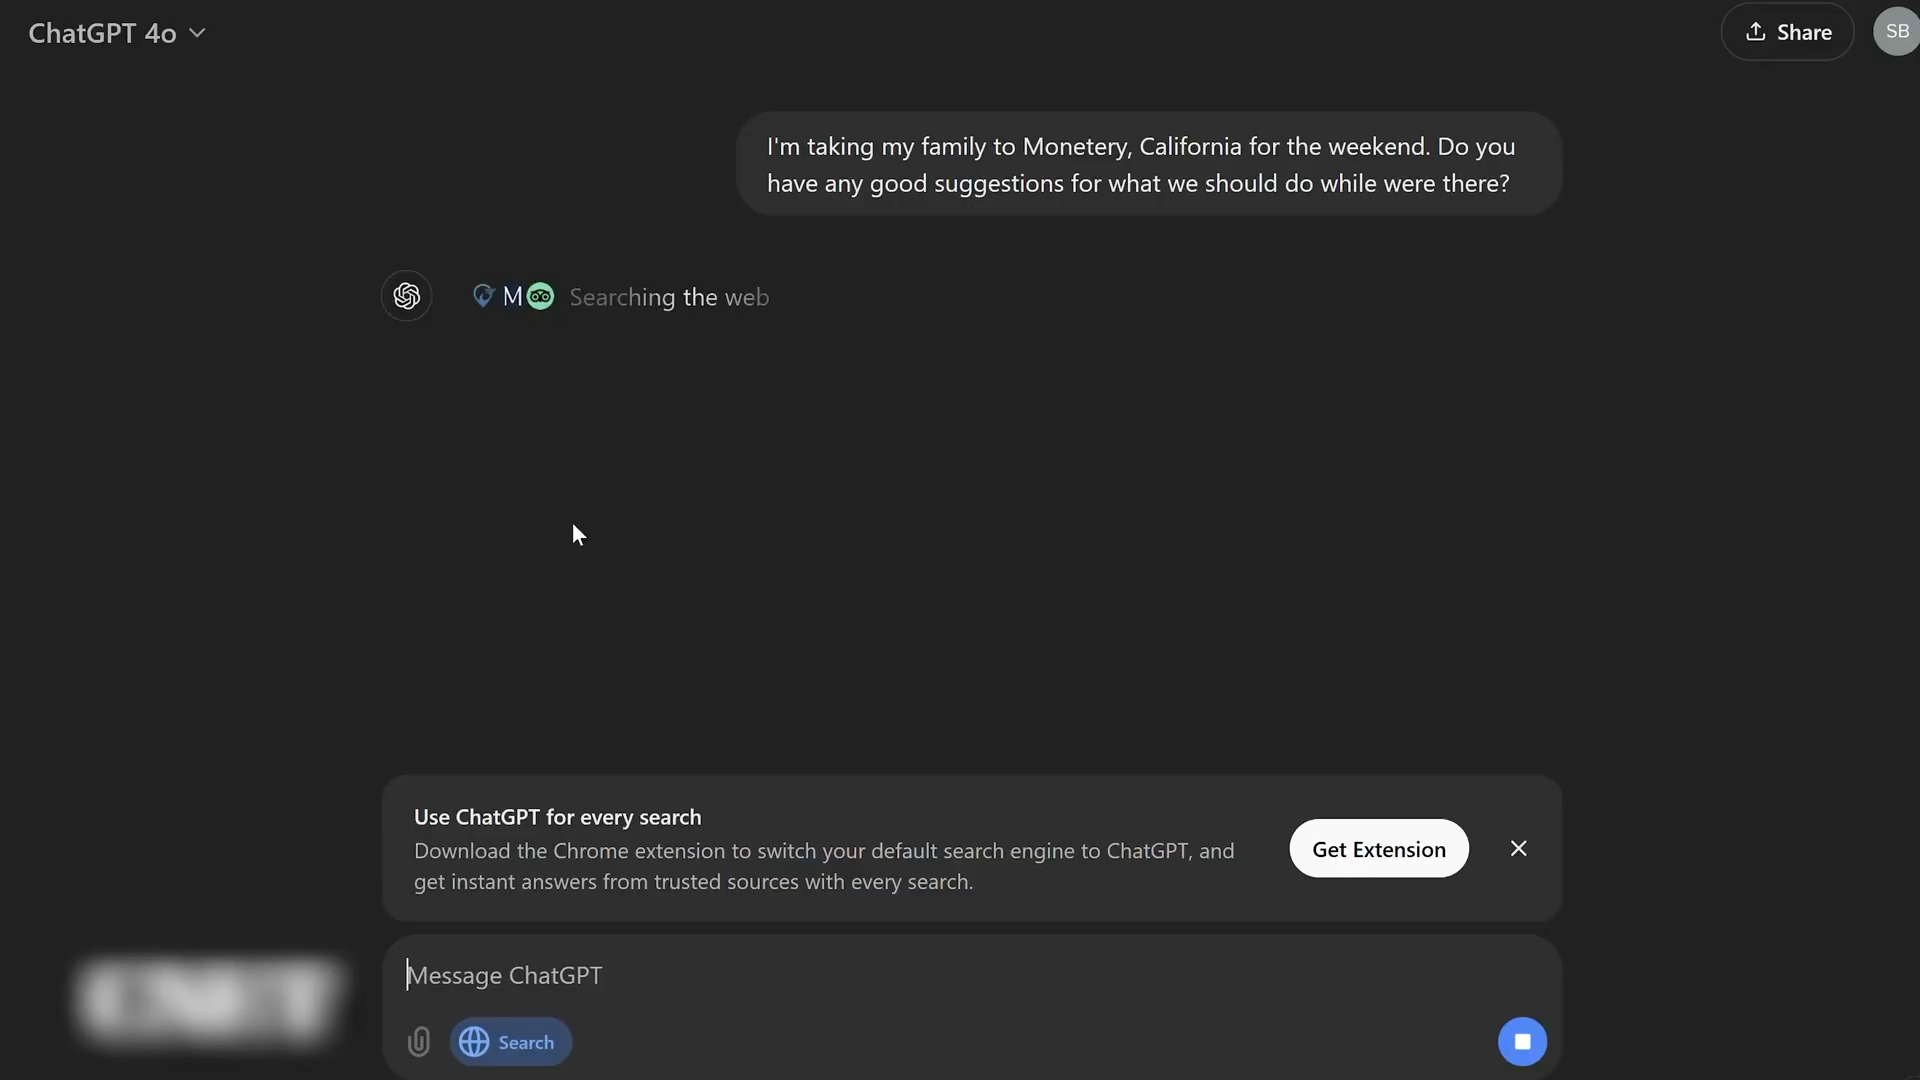 ChatGPT 4o
Share
SB
I'm taking my family to Monetery, California for the weekend. Do you
have any good suggestions for what we should do while were there?
M
Searching the web
Use ChatGPT for every search
Download the Chrome extension to switch your default search engine to ChatGPT, and
get instant answers from trusted sources with every search.
Get Extension
Message ChatGPT
Search